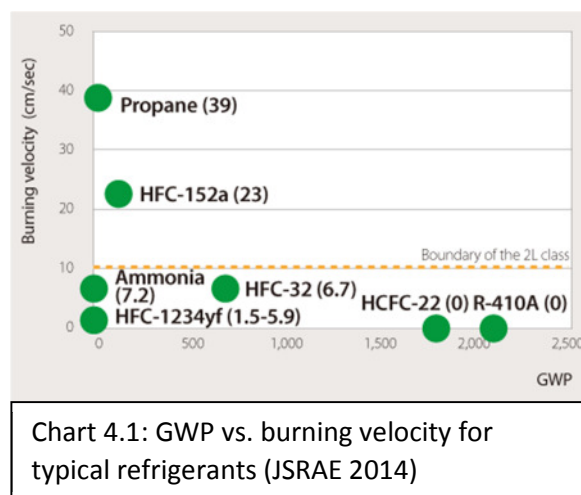 50
40
30
20
10
0
Burning velocity (cm/sec)
Propane (39)
HFC-152a (23)
Boundary of the 2L class
Ammonia
(7.2)
HFC-32 (6.7)
HCFC-22 (0) R-410A (0)
HFC-1234yf (1.5-5.9)
0 500 1,000 1,500 2,000 2,500
GWP
Chart 4.1: GWP vs. burning velocity for
typical refrigerants (JSRAE 2014)